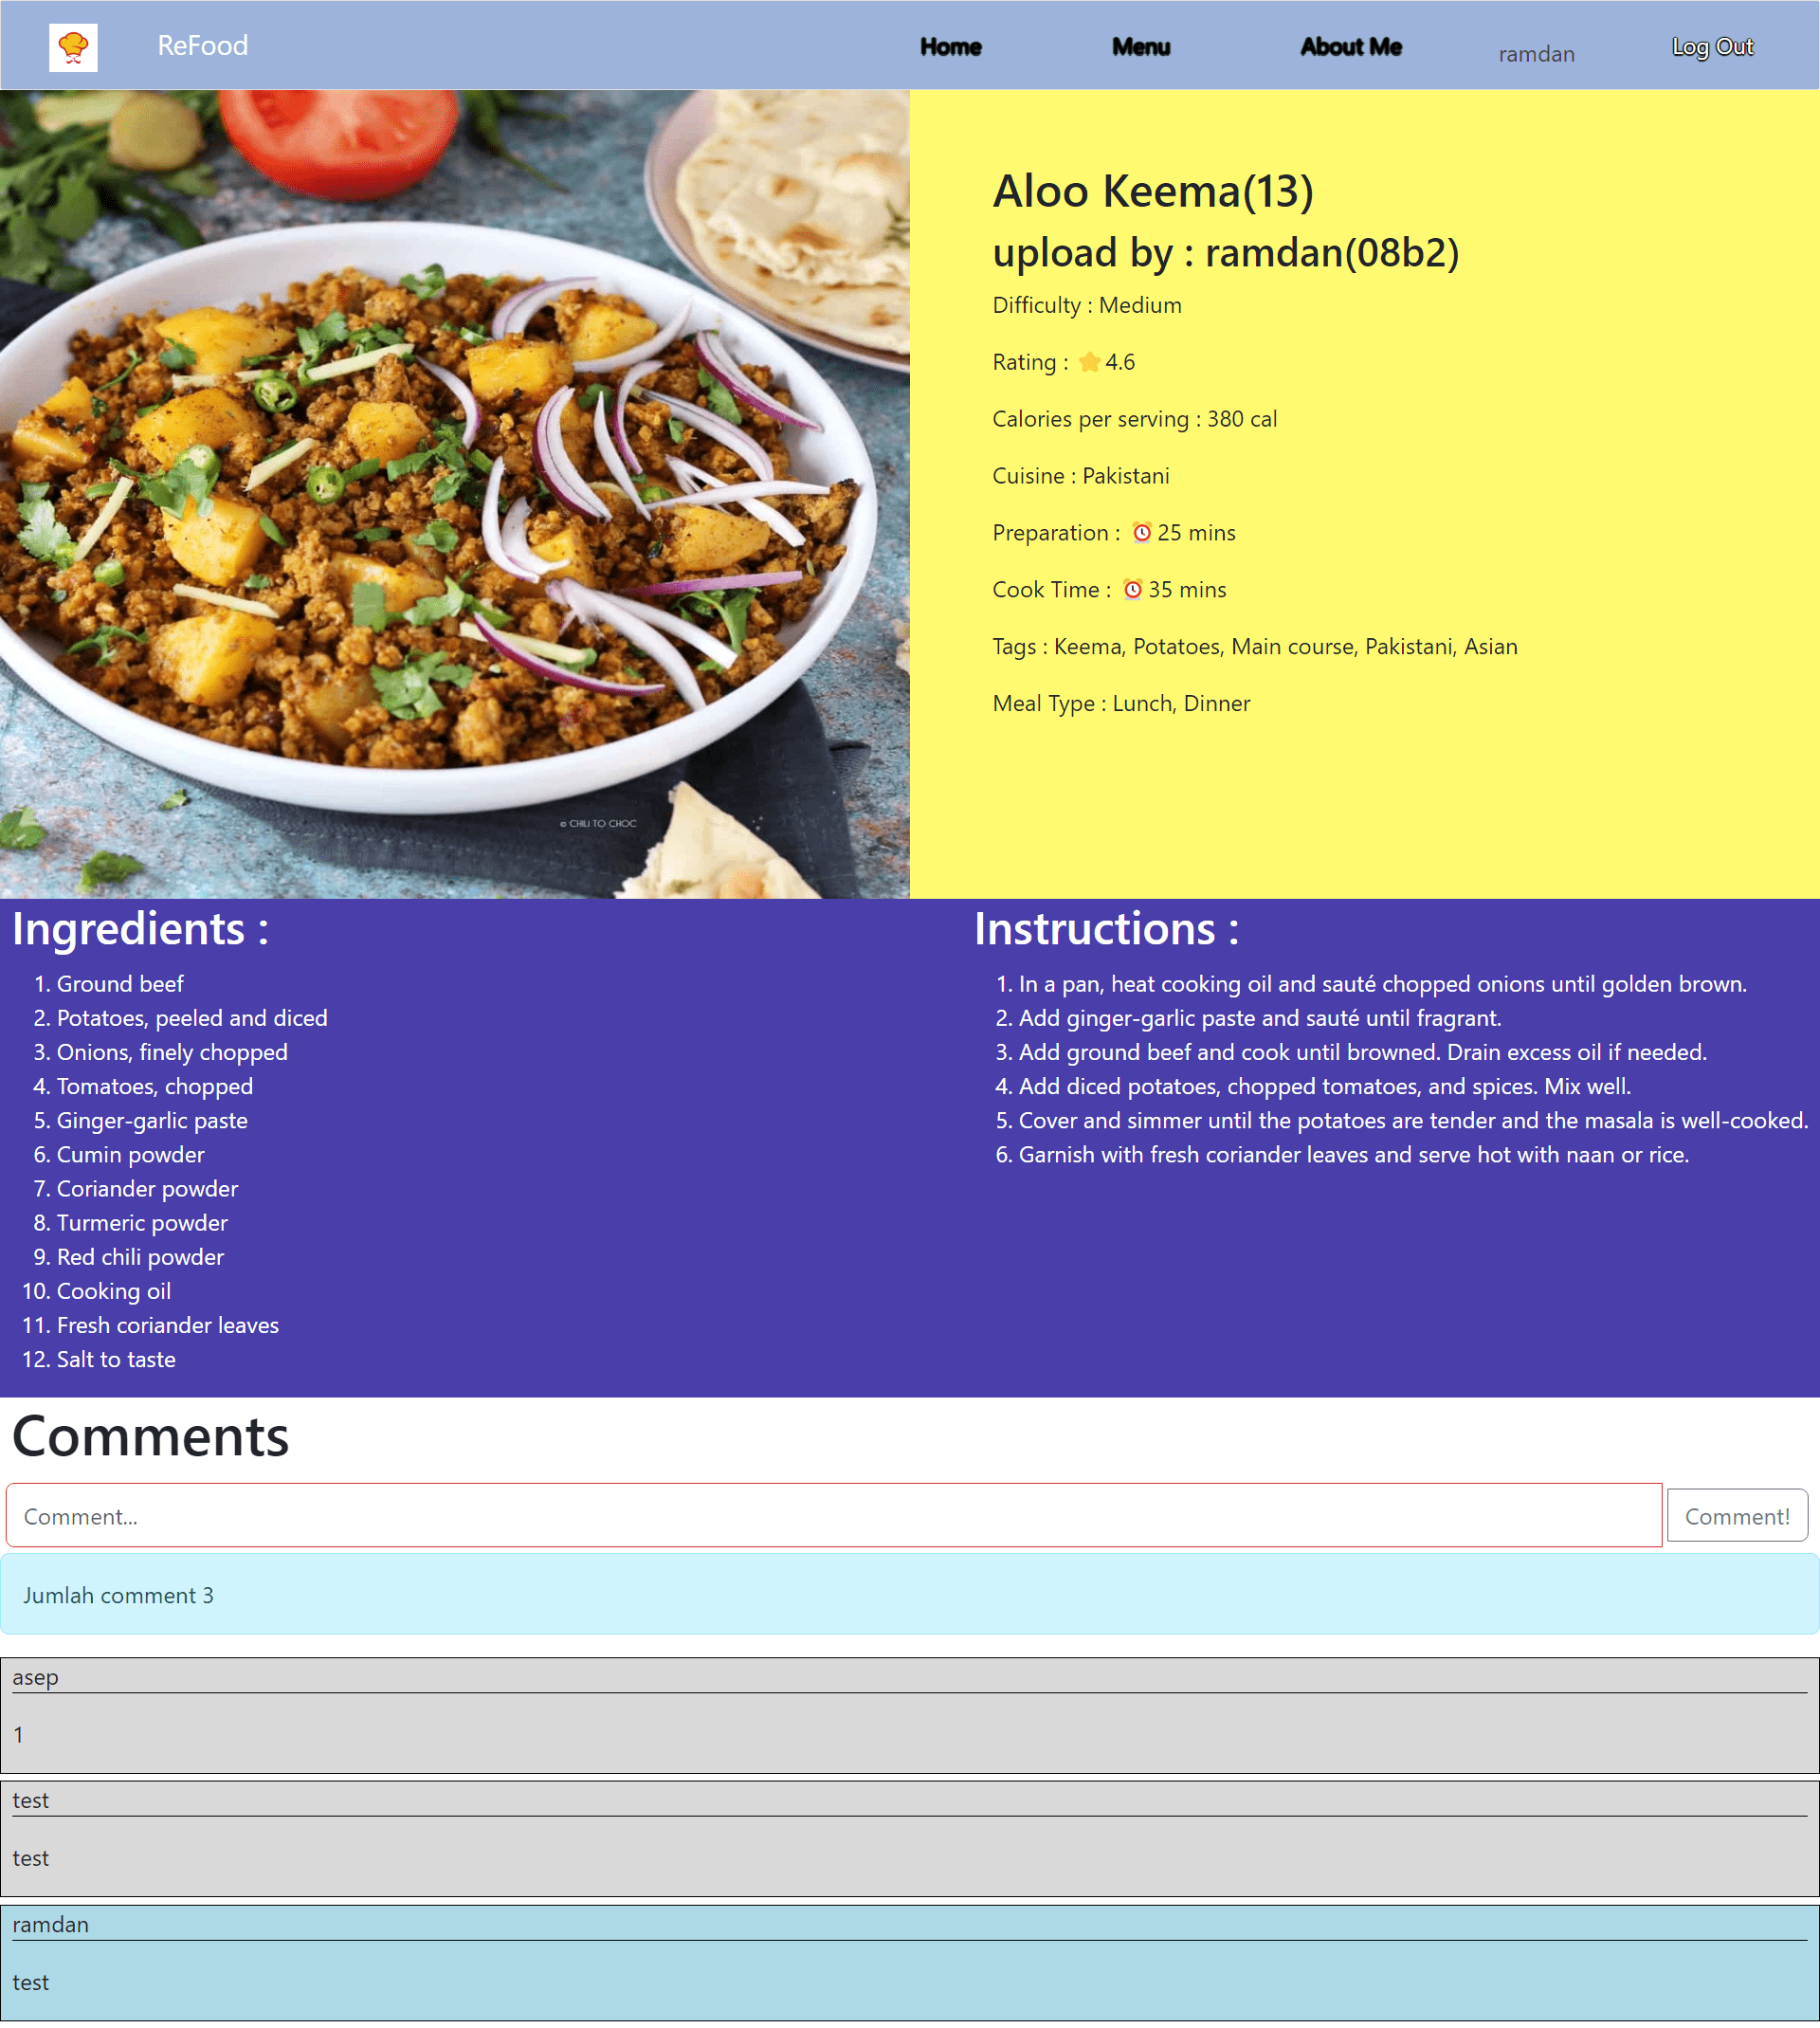 ReFood
Home
Menu
About Me
ramdan
Log Out
© CHILI TO CHOC
Aloo Keema(13)
upload by : ramdan(08b2)
Difficulty : Medium
Rating : ⭐4.6
Calories per serving : 380 cal
Cuisine : Pakistani
Preparation : ⏰25 mins
Cook Time : ⏰35 mins
Tags : Keema, Potatoes, Main course, Pakistani, Asian
Meal Type : Lunch, Dinner
Ingredients :
1. Ground beef
2. Potatoes, peeled and diced
3. Onions, finely chopped
4. Tomatoes, chopped
5. Ginger-garlic paste
6. Cumin powder
7. Coriander powder
8. Turmeric powder
9. Red chili powder
10. Cooking oil
11. Fresh coriander leaves
12. Salt to taste
Instructions :
1. In a pan, heat cooking oil and sauté chopped onions until golden brown.
2. Add ginger-garlic paste and sauté until fragrant.
3. Add ground beef and cook until browned. Drain excess oil if needed.
4. Add diced potatoes, chopped tomatoes, and spices. Mix well.
5. Cover and simmer until the potatoes are tender and the masala is well-cooked.
6. Garnish with fresh coriander leaves and serve hot with naan or rice.
Comments
Comment...
Comment!
Jumlah comment 3
asep
1
test
test
ramdan
test